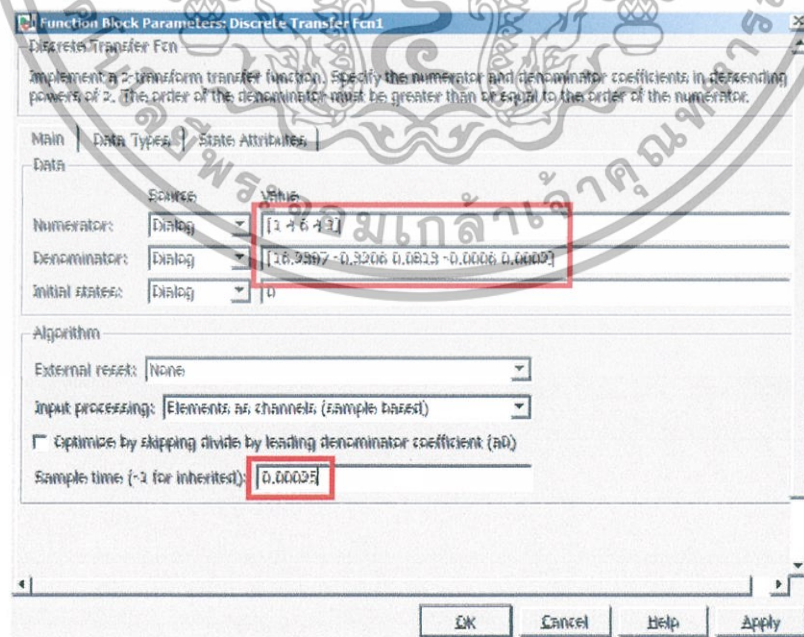 Function Block Parameters: Discrete Transfer Fcn1
Discrete Transfer Fcn
Implement a z-transform transfer function. Specify the numerator and denominator coefficients in descending
powers of z. The order of the denominator must be greater than or equal to the order of the numerator.
Main Data Types State Attributes
Data
Source Value
Numerator: Dialog
Denominator: Dialog -0.0006
Initial states: Dialog 0
Algorithm
External reset: None
Input processing: Elements as channels (sample based)
Optimize by skipping divide by leading denominator coefficient (a0)
Sample time (-1 for inherited): 0.00025
OK Cancel Help Apply